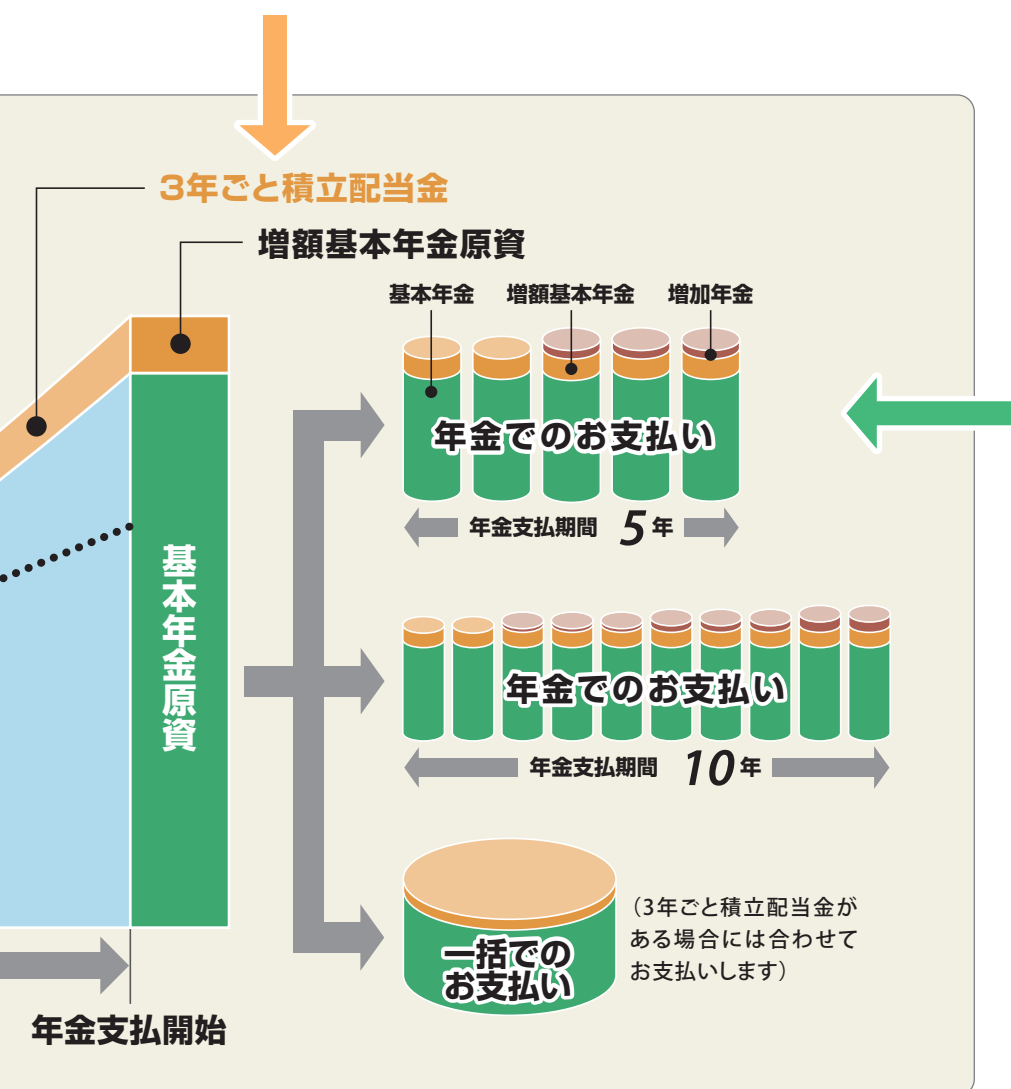 3年ごと積立配当金
増額基本年金原資
基本年金
増額基本年金
増加年金
年金でのお支払い
年金支払期間 5年
基本年金原資
年金でのお支払い
年金支払期間 10年
一括での
お支払い
（3年ごと積立配当金が
ある場合には合わせて
お支払いします）
年金支払開始